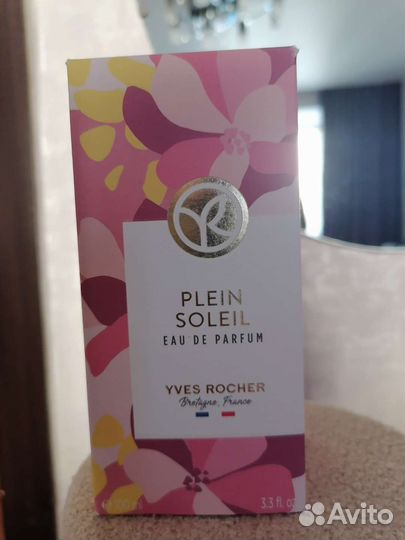 PLEIN
SOLEIL
EAU DE PARFUM
YVES ROCHER
Bretagne, France
3.3 fl. oz
Avito